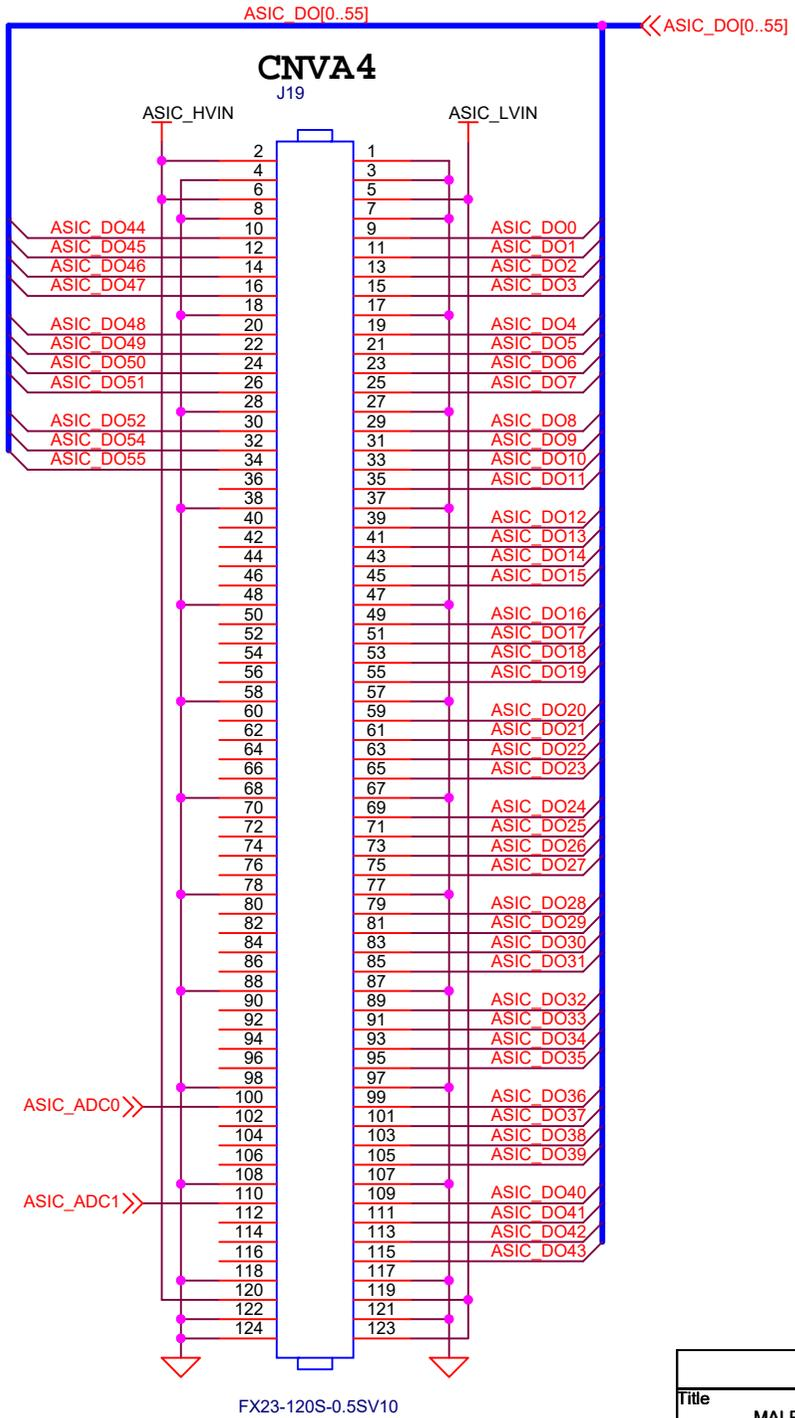 ASIC_DO[0..55]
ASIC_DO[0..55]
CNVA4
J19
ASIC_HVIN ASIC_LVIN
2 1
4 3
6 5
8 7
ASIC_DO44 10 9 ASIC_DO0
ASIC_DO45 12 11 ASIC_DO1
ASIC_DO46 14 13 ASIC_DO2
ASIC_DO47 16 15 ASIC_DO3
18 17
ASIC_DO48 20 19 ASIC_DO4
ASIC_DO49 22 21 ASIC_DO5
ASIC_DO50 24 23 ASIC_DO6
ASIC_DO51 26 25 ASIC_DO7
28 27
ASIC_DO52 30 29 ASIC_DO8
ASIC_DO54 32 31 ASIC_DO9
ASIC_DO55 34 33 ASIC_DO10
36 35 ASIC_DO11
38 37
40 39 ASIC_DO12
42 41 ASIC_DO13
44 43 ASIC_DO14
46 45 ASIC_DO15
48 47
50 49 ASIC_DO16
52 51 ASIC_DO17
54 53 ASIC_DO18
56 55 ASIC_DO19
58 57
60 59 ASIC_DO20
62 61 ASIC_DO21
64 63 ASIC_DO22
66 65 ASIC_DO23
68 67
70 69 ASIC_DO24
72 71 ASIC_DO25
74 73 ASIC_DO26
76 75 ASIC_DO27
78 77
80 79 ASIC_DO28
82 81 ASIC_DO29
84 83 ASIC_DO30
86 85 ASIC_DO31
88 87
90 89 ASIC_DO32
92 91 ASIC_DO33
94 93 ASIC_DO34
96 95 ASIC_DO35
98 97
ASIC_ADC0 100 99 ASIC_DO36
102 101 ASIC_DO37
104 103 ASIC_DO38
106 105 ASIC_DO39
108 107
ASIC_ADC1 110 109 ASIC_DO40
112 111 ASIC_DO41
114 113 ASIC_DO42
116 115 ASIC_DO43
118 117
120 119
122 121
124 123
FX23-120S-0.5SV10
Title